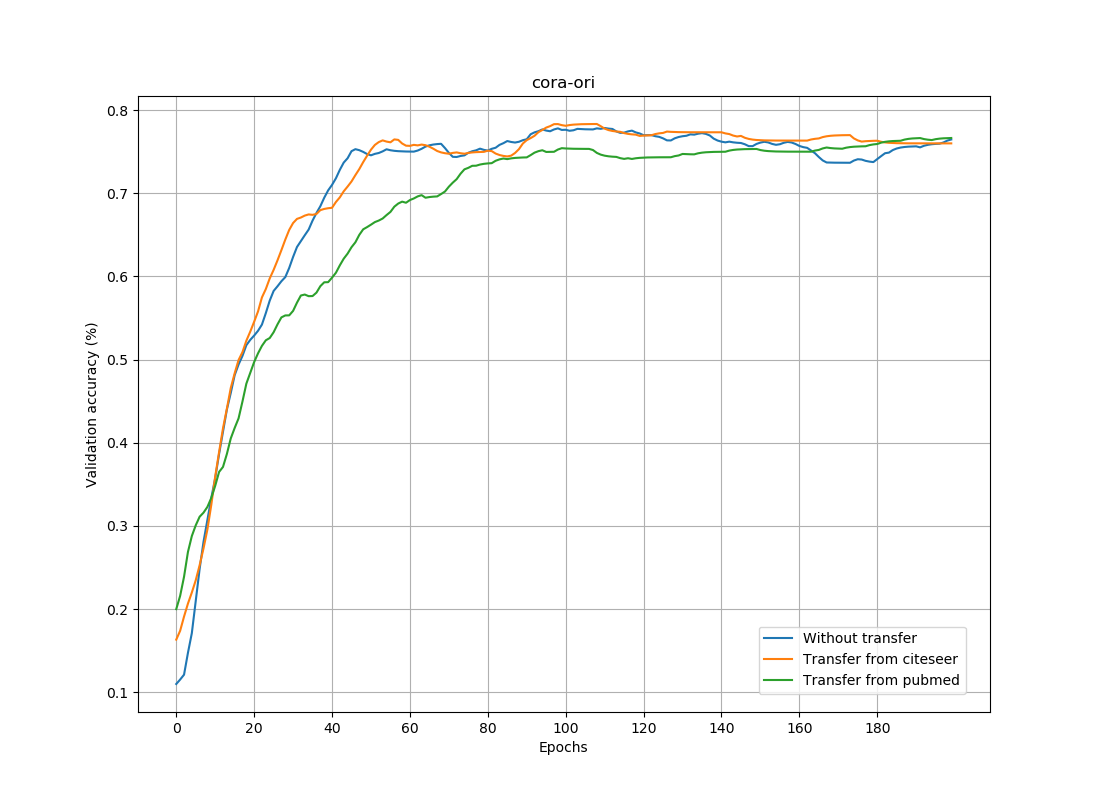 cora-ori
Validation accuracy (%)
0.8
0.7
0.6
0.5
0.4
0.3
0.2
0.1
Without transfer
Transfer from citeseer
Transfer from pubmed
0 20 40 60 80 100 120 140 160 180
Epochs